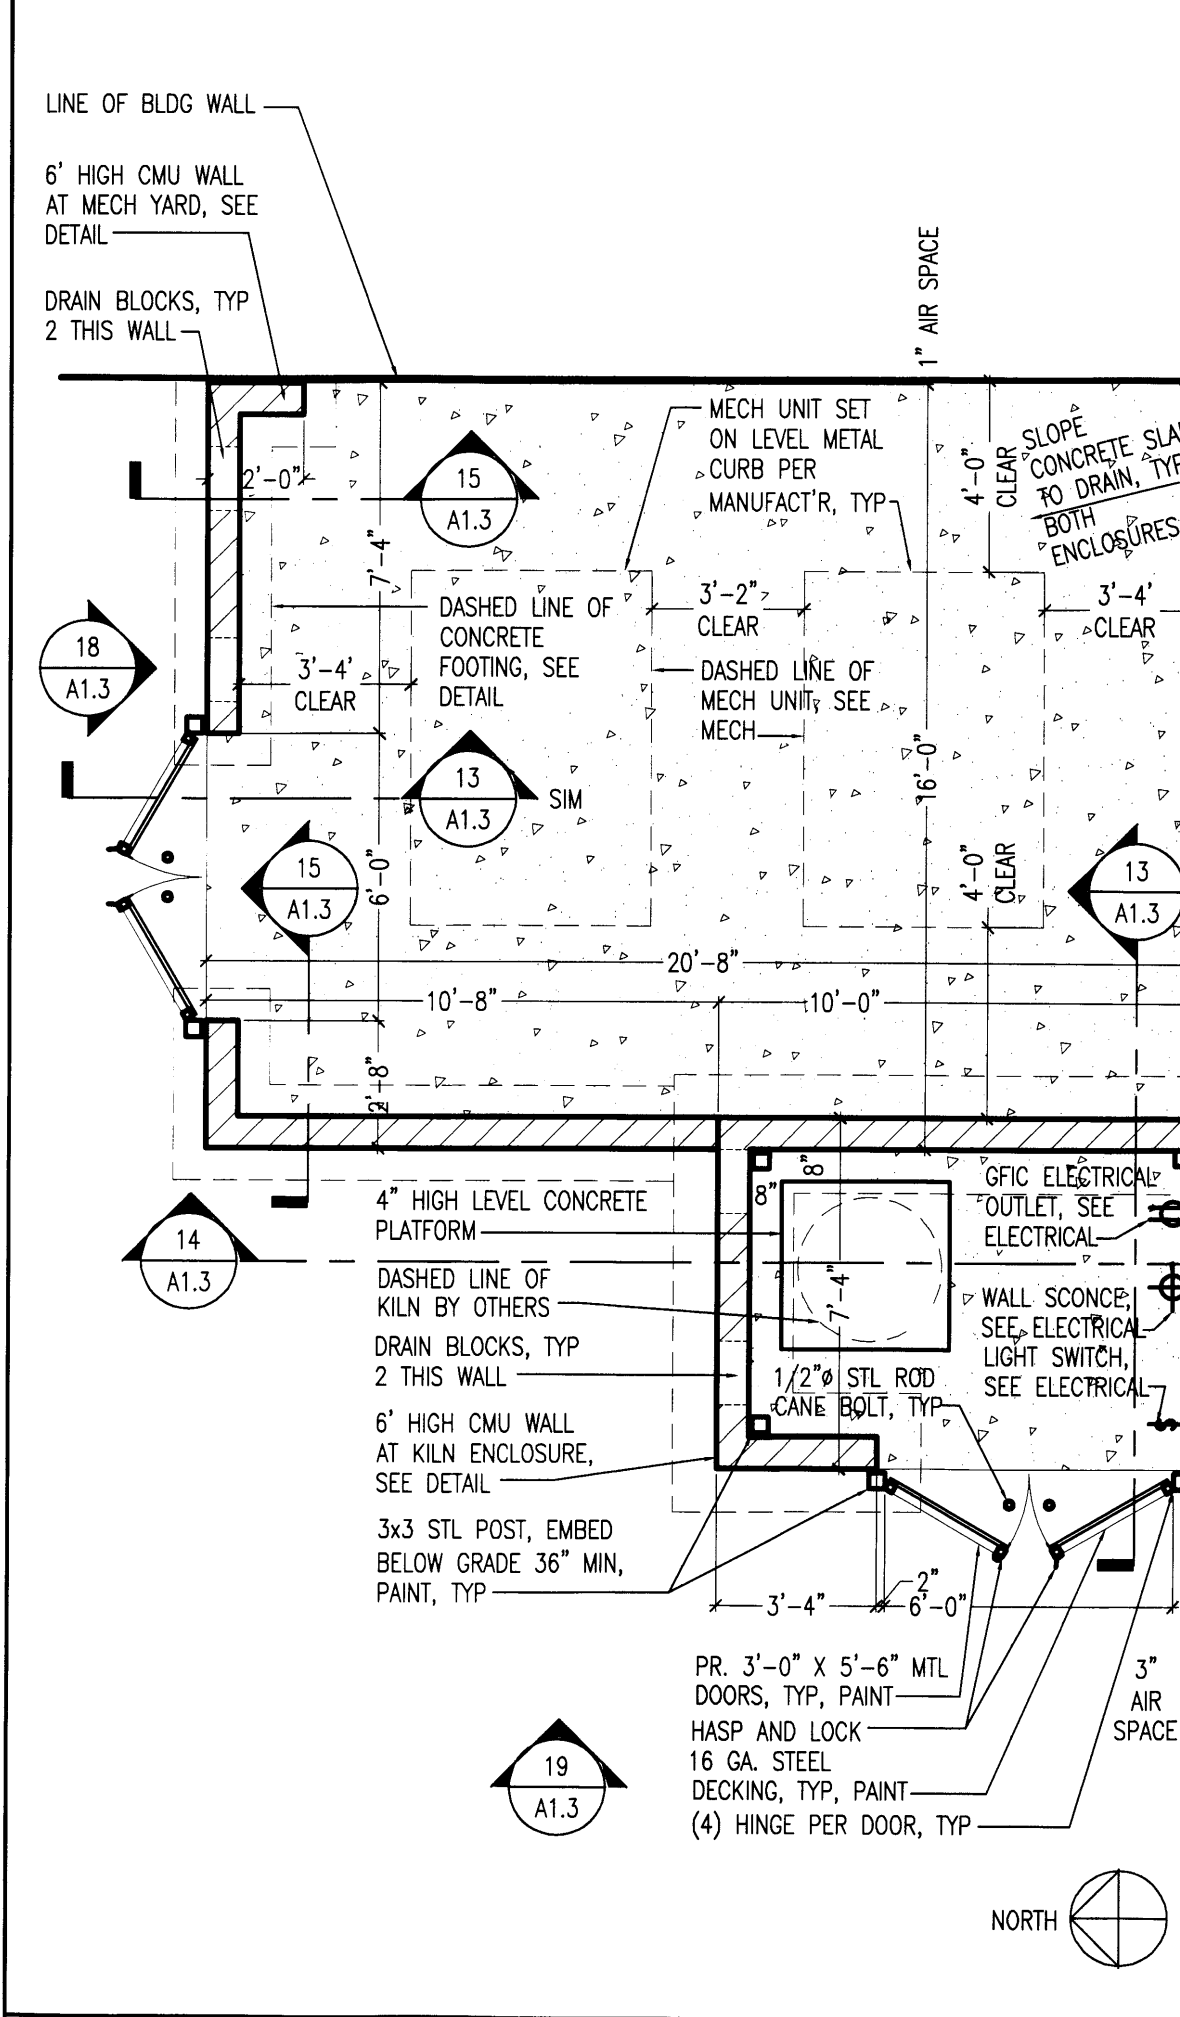 LINE OF BLDG WALL
6' HIGH CMU WALL
AT MECH YARD, SEE
DETAIL
DRAIN BLOCKS, TYP
2 THIS WALL
1" AIR SPACE
MECH UNIT SET
ON LEVEL METAL
CURB PER
MANUFACT'R, TYP
4'-0"
CLEAR
SLOPE
CONCRETE SLA
TO DRAIN, TYP
BOTH
ENCLOSURES
2'-0"
15
A1.3
7'-4"
DASHED LINE OF
CONCRETE
FOOTING, SEE
DETAIL
3'-2"
CLEAR
3'-4'
CLEAR
18
A1.3
3'-4'
CLEAR
DASHED LINE OF
MECH UNIT, SEE
MECH
16'-0"
13
A1.3
SIM
15
A1.3
6'-0"
4'-0"
CLEAR
13
A1.3
20'-8"
10'-8"
10'-0"
2'-8"
14
A1.3
4" HIGH LEVEL CONCRETE
PLATFORM
DASHED LINE OF
KILN BY OTHERS
DRAIN BLOCKS, TYP
2 THIS WALL
6' HIGH CMU WALL
AT KILN ENCLOSURE,
SEE DETAIL
3x3 STL POST, EMBED
BELOW GRADE 36" MIN,
PAINT, TYP
8"
8"
7'-4"
GFIC ELECTRICAL
OUTLET, SEE
ELECTRICAL
WALL SCONCE,
SEE ELECTRICAL
LIGHT SWITCH,
SEE ELECTRICAL
1/2"ø STL ROD
CANE BOLT, TYP
3'-4"
2"
6'-0"
PR. 3'-0" X 5'-6" MTL
DOORS, TYP, PAINT
HASP AND LOCK
16 GA. STEEL
DECKING, TYP, PAINT
(4) HINGE PER DOOR, TYP
3"
AIR
SPACE
19
A1.3
NORTH